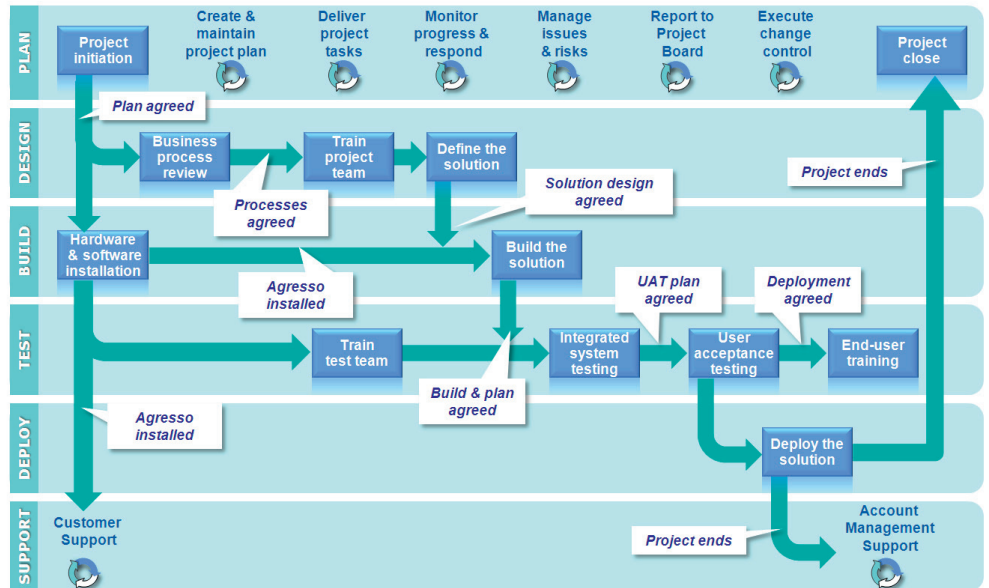 PLAN
Project
initiation
Create &
maintain
project plan
Deliver
project
tasks
Monitor
progress &
respond
Manage
issues
& risks
Report to
Project
Board
Execute
change
control
Project
close
Plan agreed
DESIGN
Business
process
review
Train
project
team
Define the
solution
Processes
agreed
Solution design
agreed
Project ends
BUILD
Hardware
& software
installation
Build the
solution
Agresso
installed
UAT plan
agreed
Deployment
agreed
TEST
Train
test team
Integrated
system
testing
User
acceptance
testing
End-user
training
Build & plan
agreed
Agresso
installed
DEPLOY
Deploy the
solution
SUPPORT
Customer
Support
Project ends
Account
Management
Support